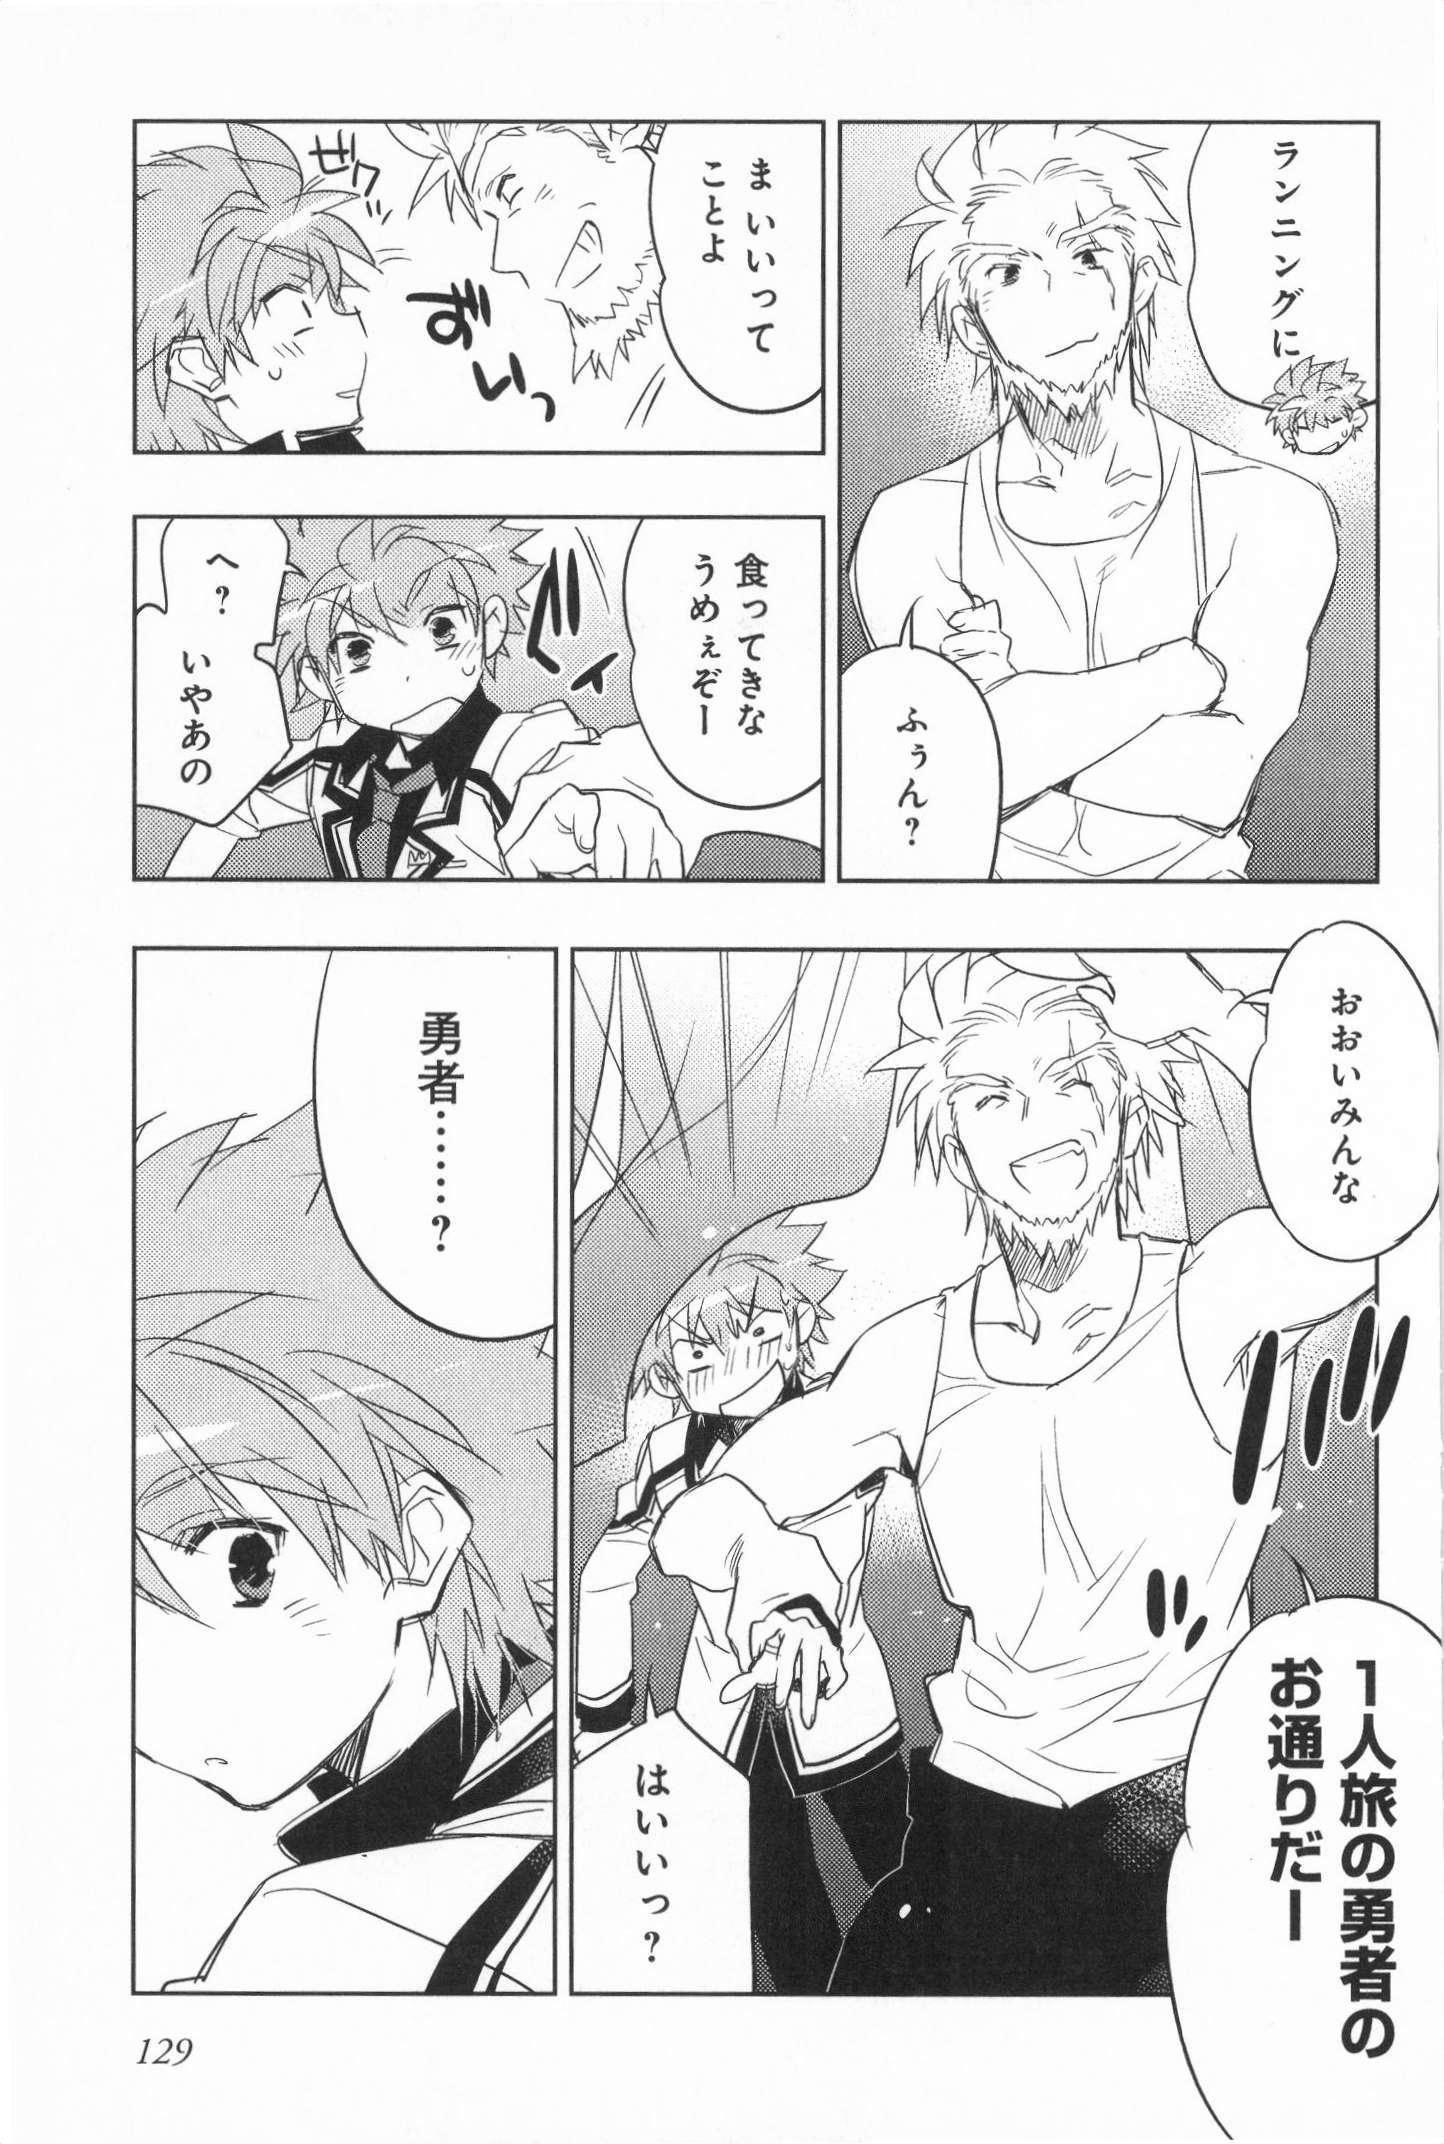 ランニングに
ふぅん?
ま いいって
ことよ
ゼクッ
ずいっ
食ってきな
うめぇぞー
グイ
へ?
いやあの
おおいみんな
1人旅の勇者の
お通りだー
はいいっ?
勇者……?
129